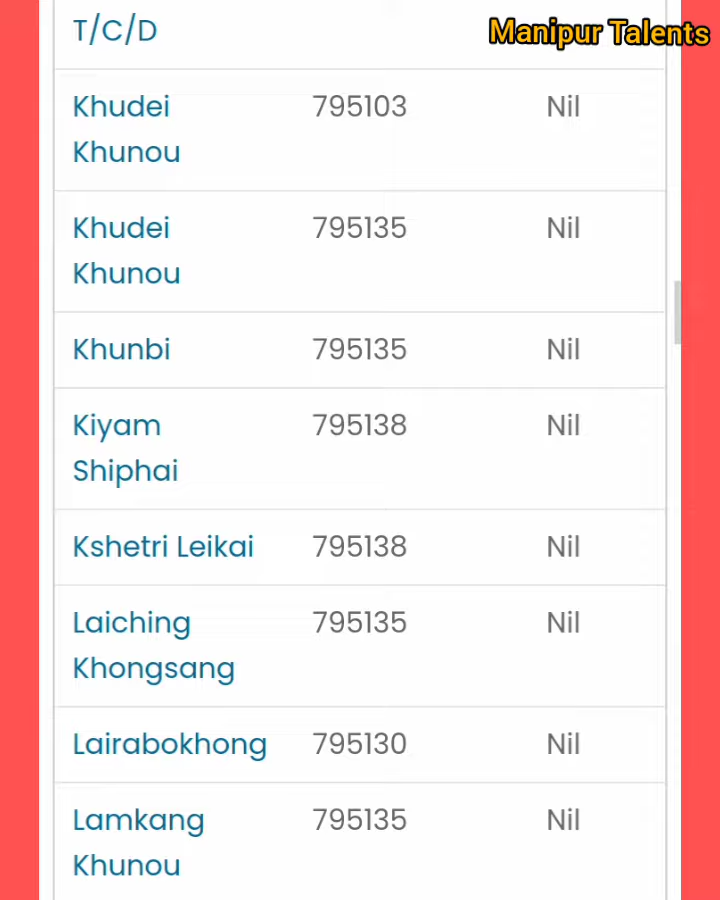 T/C/D
Manipur Talents
Khudei 795103 Nil
Khunou
Khudei 795135 Nil
Khunou
Khunbi 795135 Nil
Kiyam 795138 Nil
Shiphai
Kshetri Leikai 795138 Nil
Laiching 795135 Nil
Khongsang
Lairabokhong 795130 Nil
Lamkang 795135 Nil
Khunou